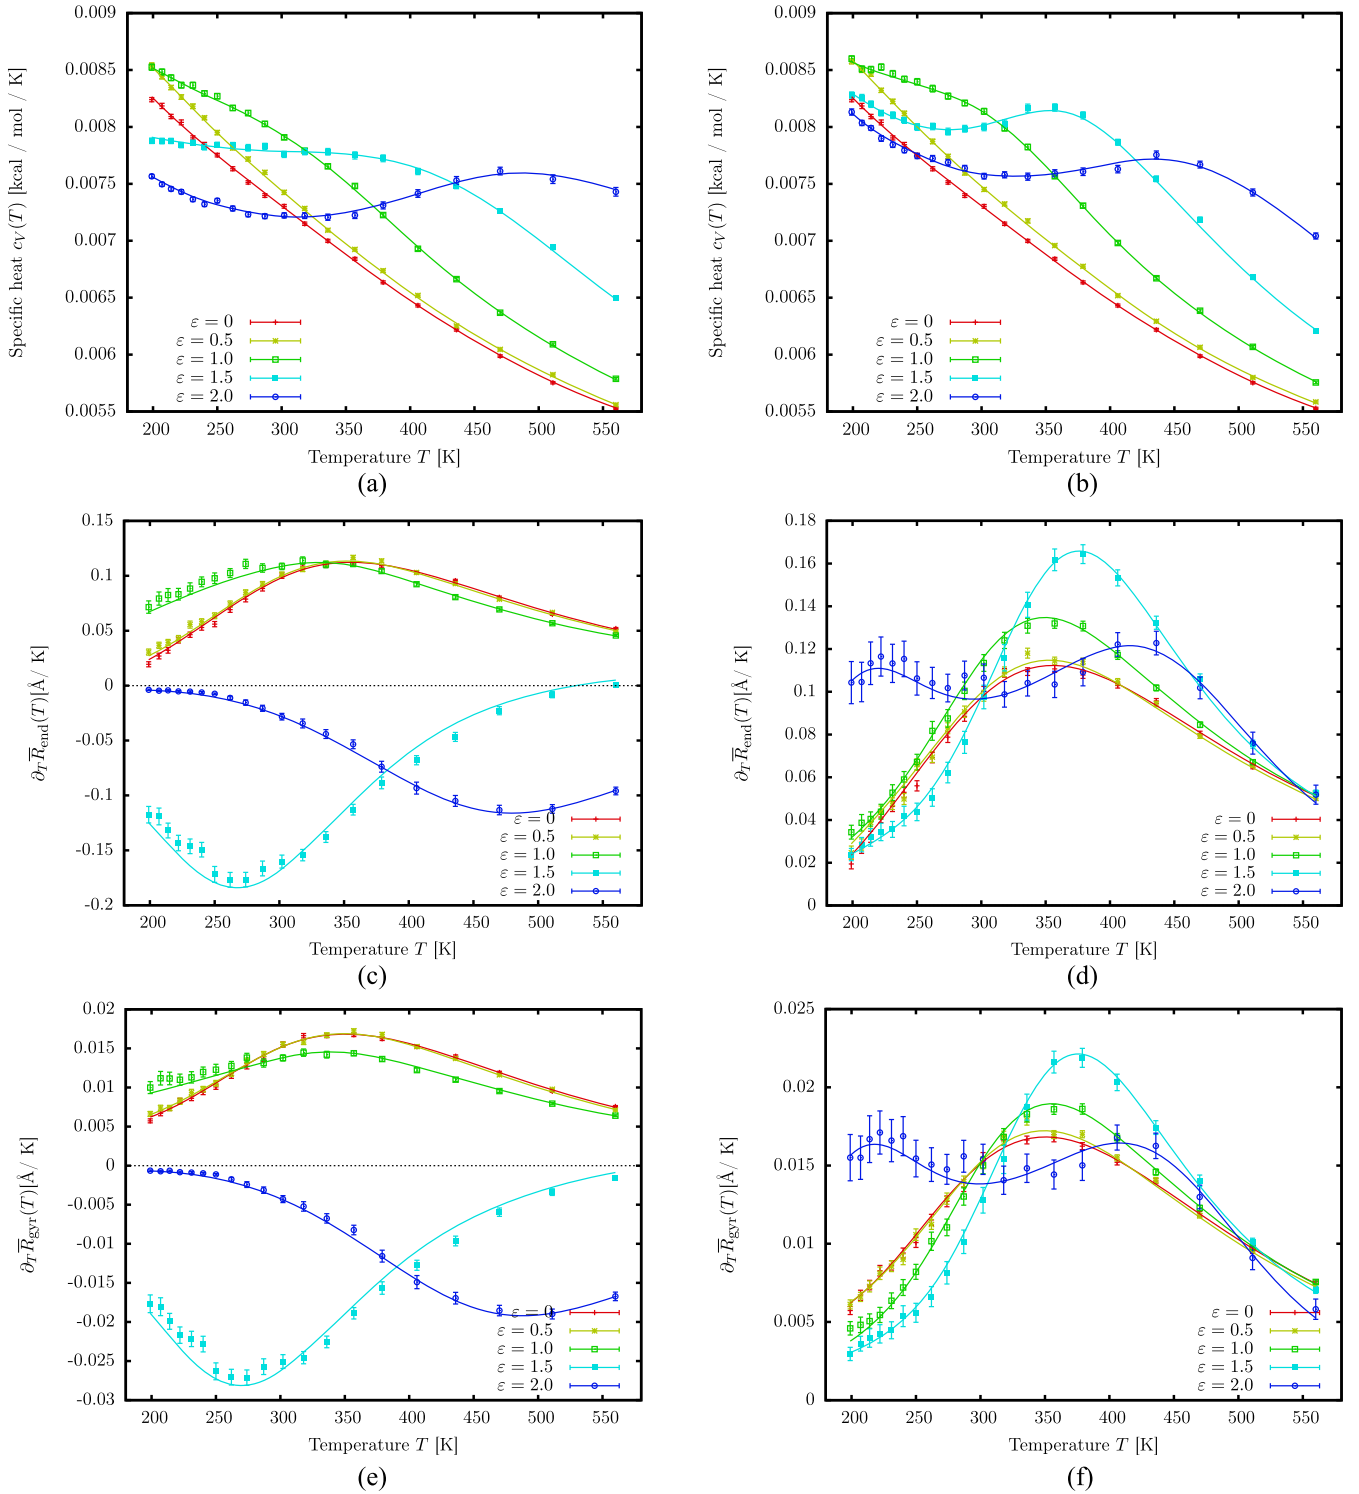 0.009
0.0085
0.008
0.0075
0.007
0.0065
0.006
0.0055
Specific heat c_V(T) [kcal / mol / K]
ε = 0
ε = 0.5
ε = 1.0
ε = 1.5
ε = 2.0
200 250 300 350 400 450 500 550
Temperature T [K]
(a)
0.009
0.0085
0.008
0.0075
0.007
0.0065
0.006
0.0055
Specific heat c_V(T) [kcal / mol / K]
ε = 0
ε = 0.5
ε = 1.0
ε = 1.5
ε = 2.0
200 250 300 350 400 450 500 550
Temperature T [K]
(b)
0.15
0.1
0.05
0
-0.05
-0.1
-0.15
-0.2
∂_T R̅_end(T)[Å/ K]
ε = 0
ε = 0.5
ε = 1.0
ε = 1.5
ε = 2.0
200 250 300 350 400 450 500 550
Temperature T [K]
(c)
0.18
0.16
0.14
0.12
0.1
0.08
0.06
0.04
0.02
0
∂_T R̅_end(T)[Å/ K]
ε = 0
ε = 0.5
ε = 1.0
ε = 1.5
ε = 2.0
200 250 300 350 400 450 500 550
Temperature T [K]
(d)
0.02
0.015
0.01
0.005
0
-0.005
-0.01
-0.015
-0.02
-0.025
-0.03
∂_T R̅_gyr(T)[Å/ K]
ε = 0
ε = 0.5
ε = 1.0
ε = 1.5
ε = 2.0
200 250 300 350 400 450 500 550
Temperature T [K]
(e)
0.025
0.02
0.015
0.01
0.005
0
∂_T R̅_gyr(T)[Å/ K]
ε = 0
ε = 0.5
ε = 1.0
ε = 1.5
ε = 2.0
200 250 300 350 400 450 500 550
Temperature T [K]
(f)